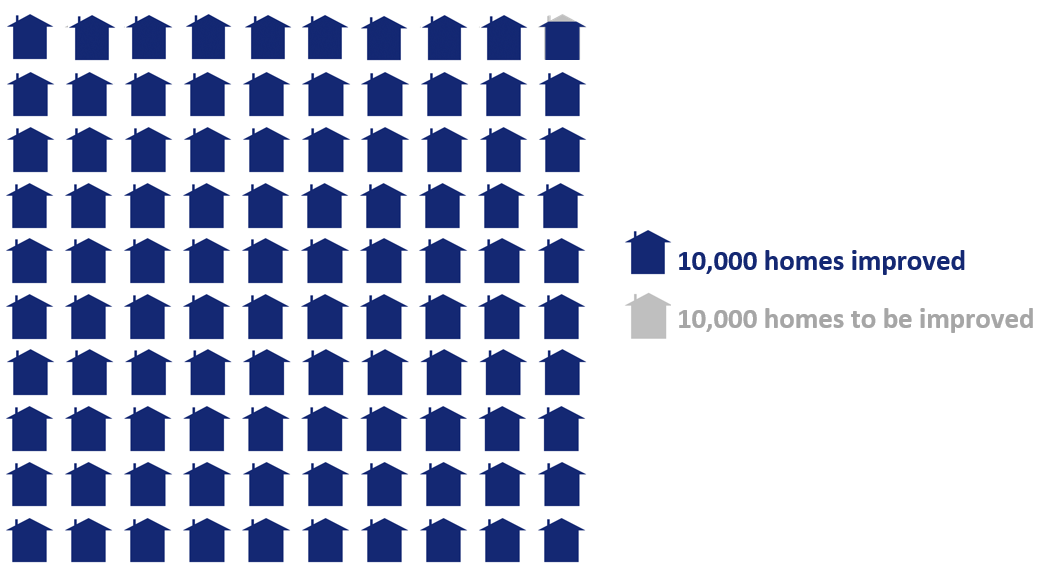 10,000 homes improved
10,000 homes to be improved